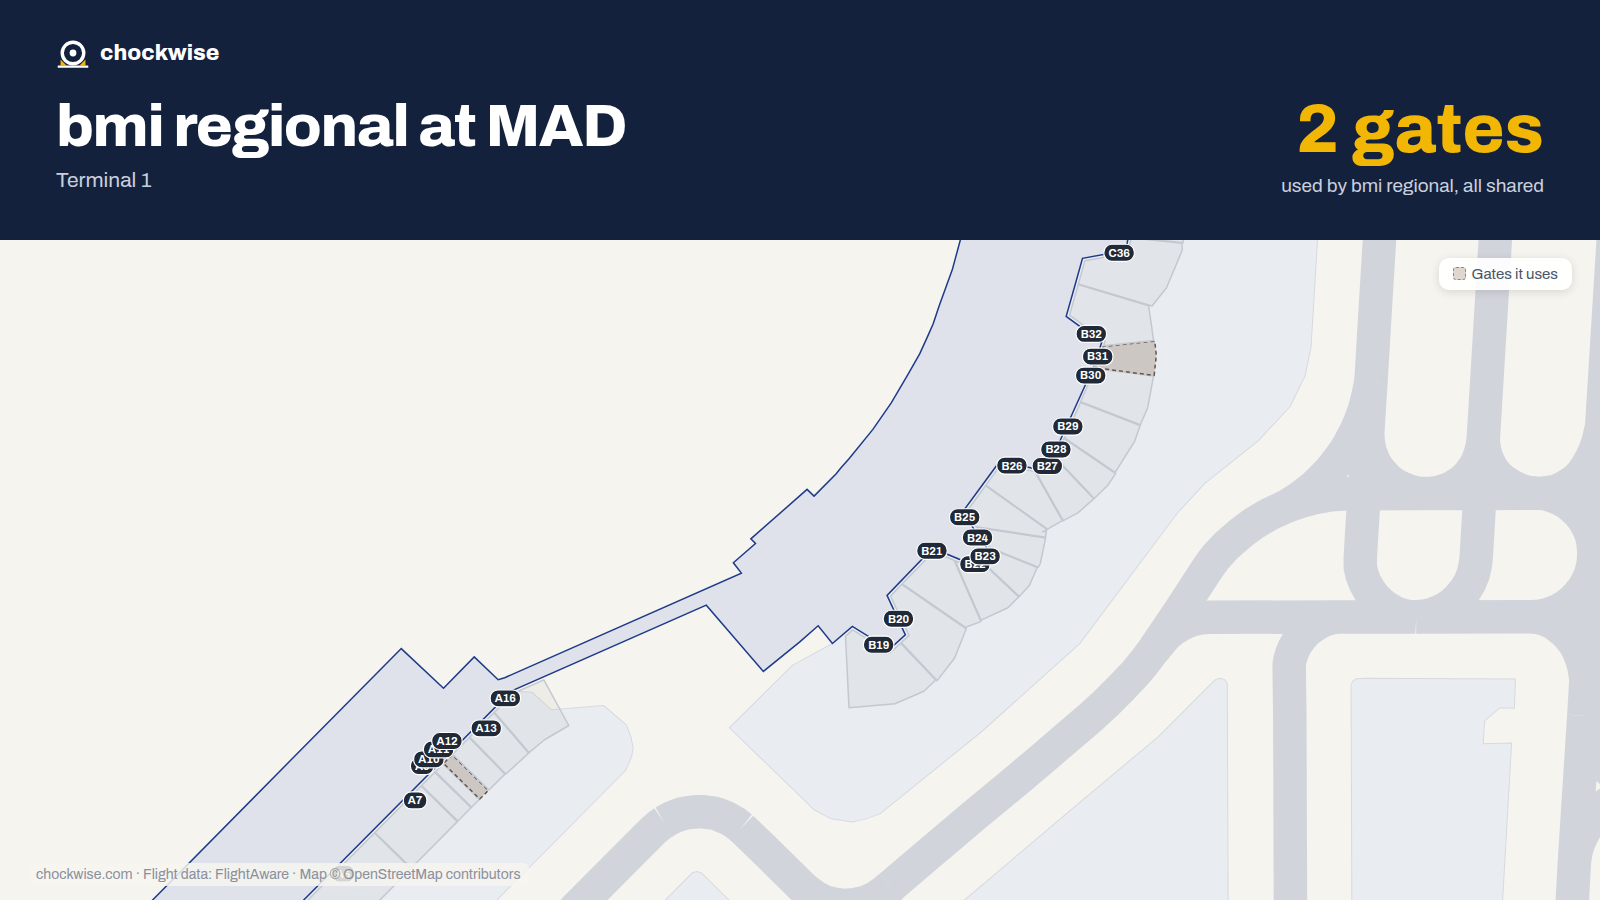 chockwise
bmi regional at MAD
Terminal 1
2 gates
used by bmi regional, all shared
Gates it uses
C36
B32
B31
B30
B29
B28
B27
B26
B25
B24
B23
B21
B20
B19
A16
A13
A12
A10
A7
chockwise.com · Flight data: FlightAware · Map © OpenStreetMap contributors